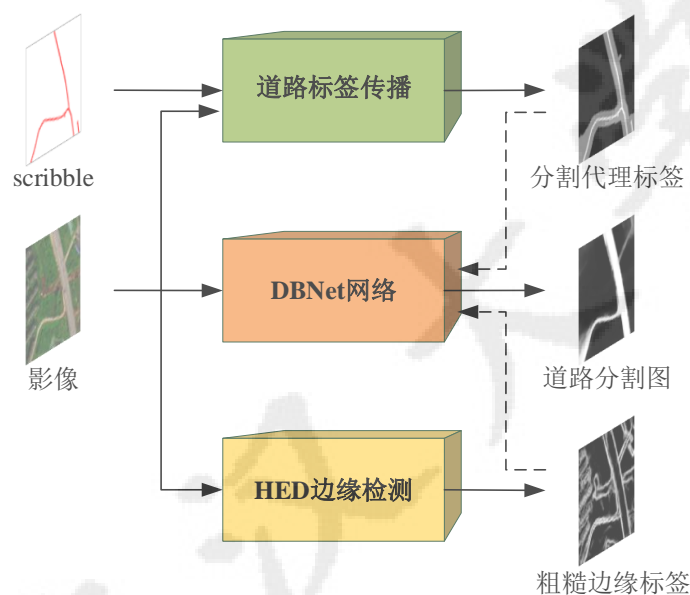 道路标签传播
scribble
分割代理标签
DBNet网络
影像
道路分割图
HED边缘检测
粗糙边缘标签